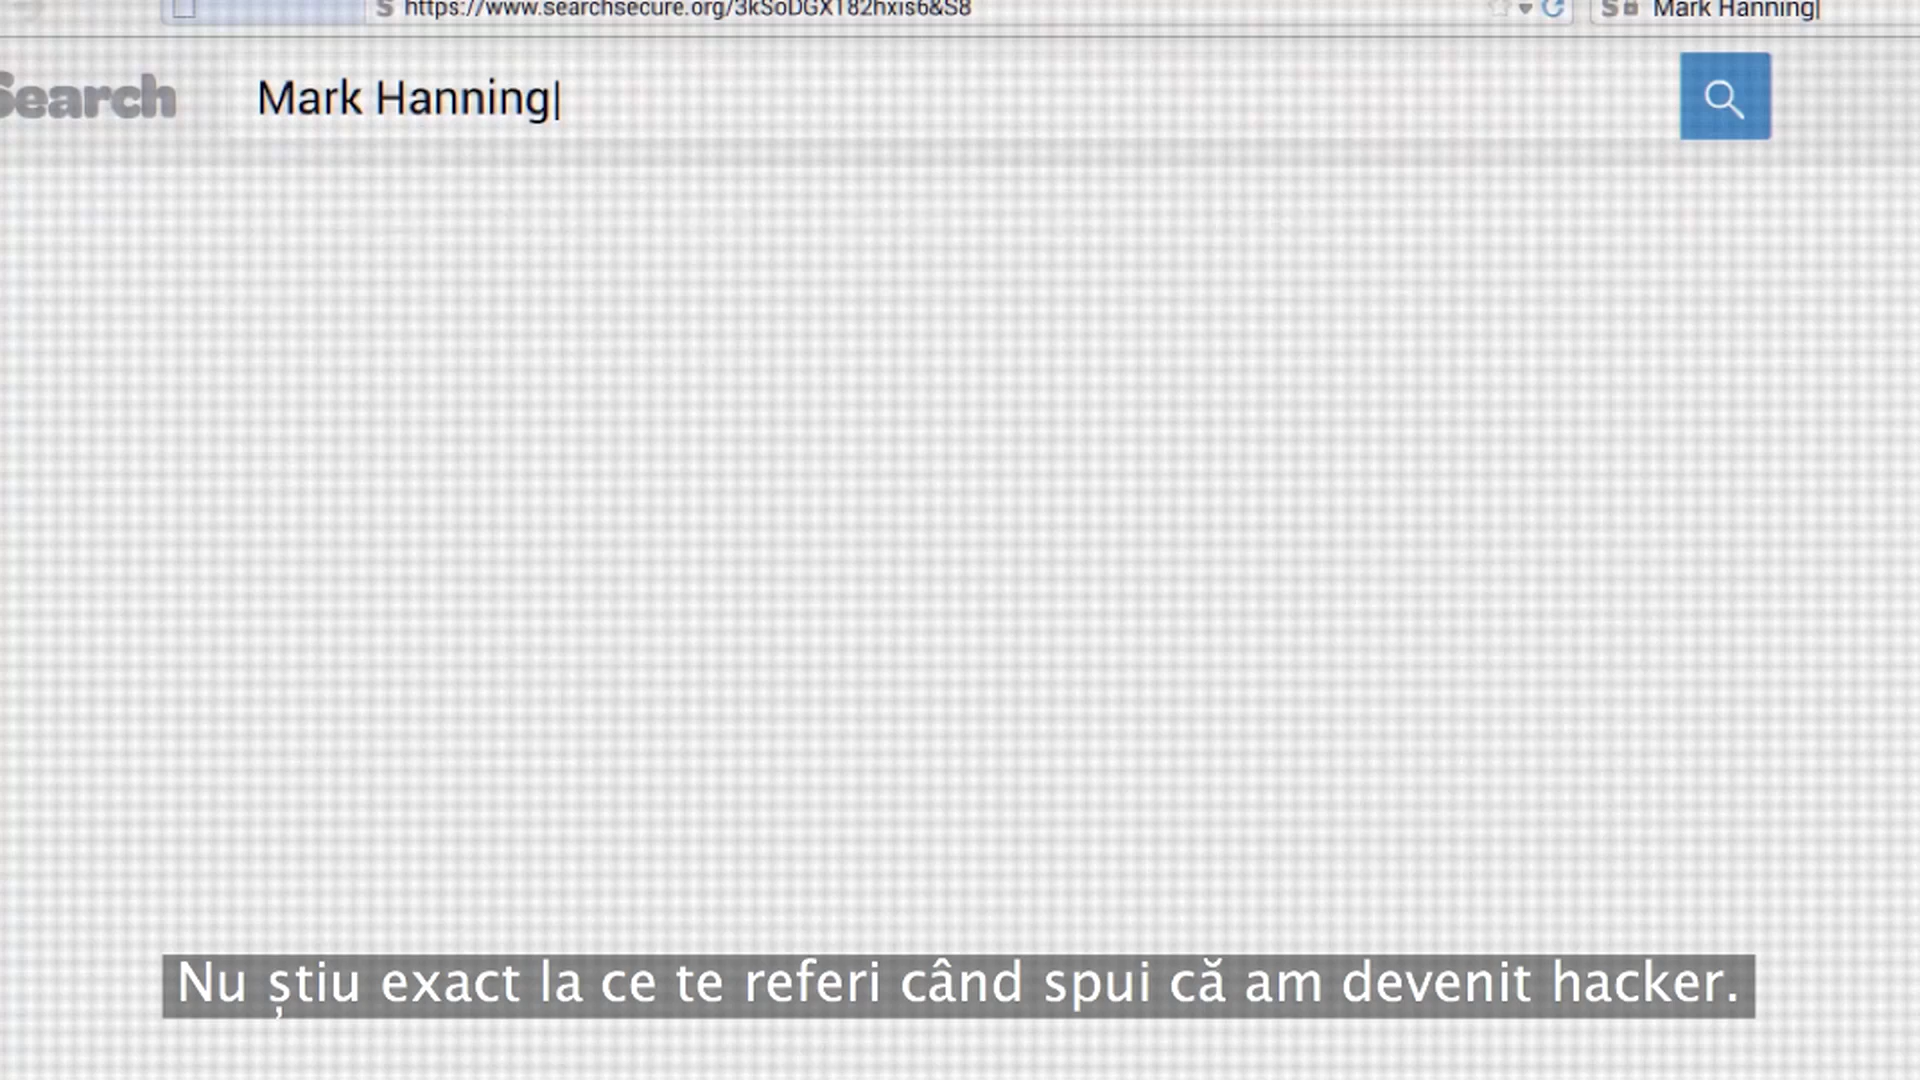 https://www.searchsecure.org/3kSoDGXT82hxis6&S8
Mark Hanning
Search
Mark Hanning
Nu știu exact la ce te referi când spui că am devenit hacker.